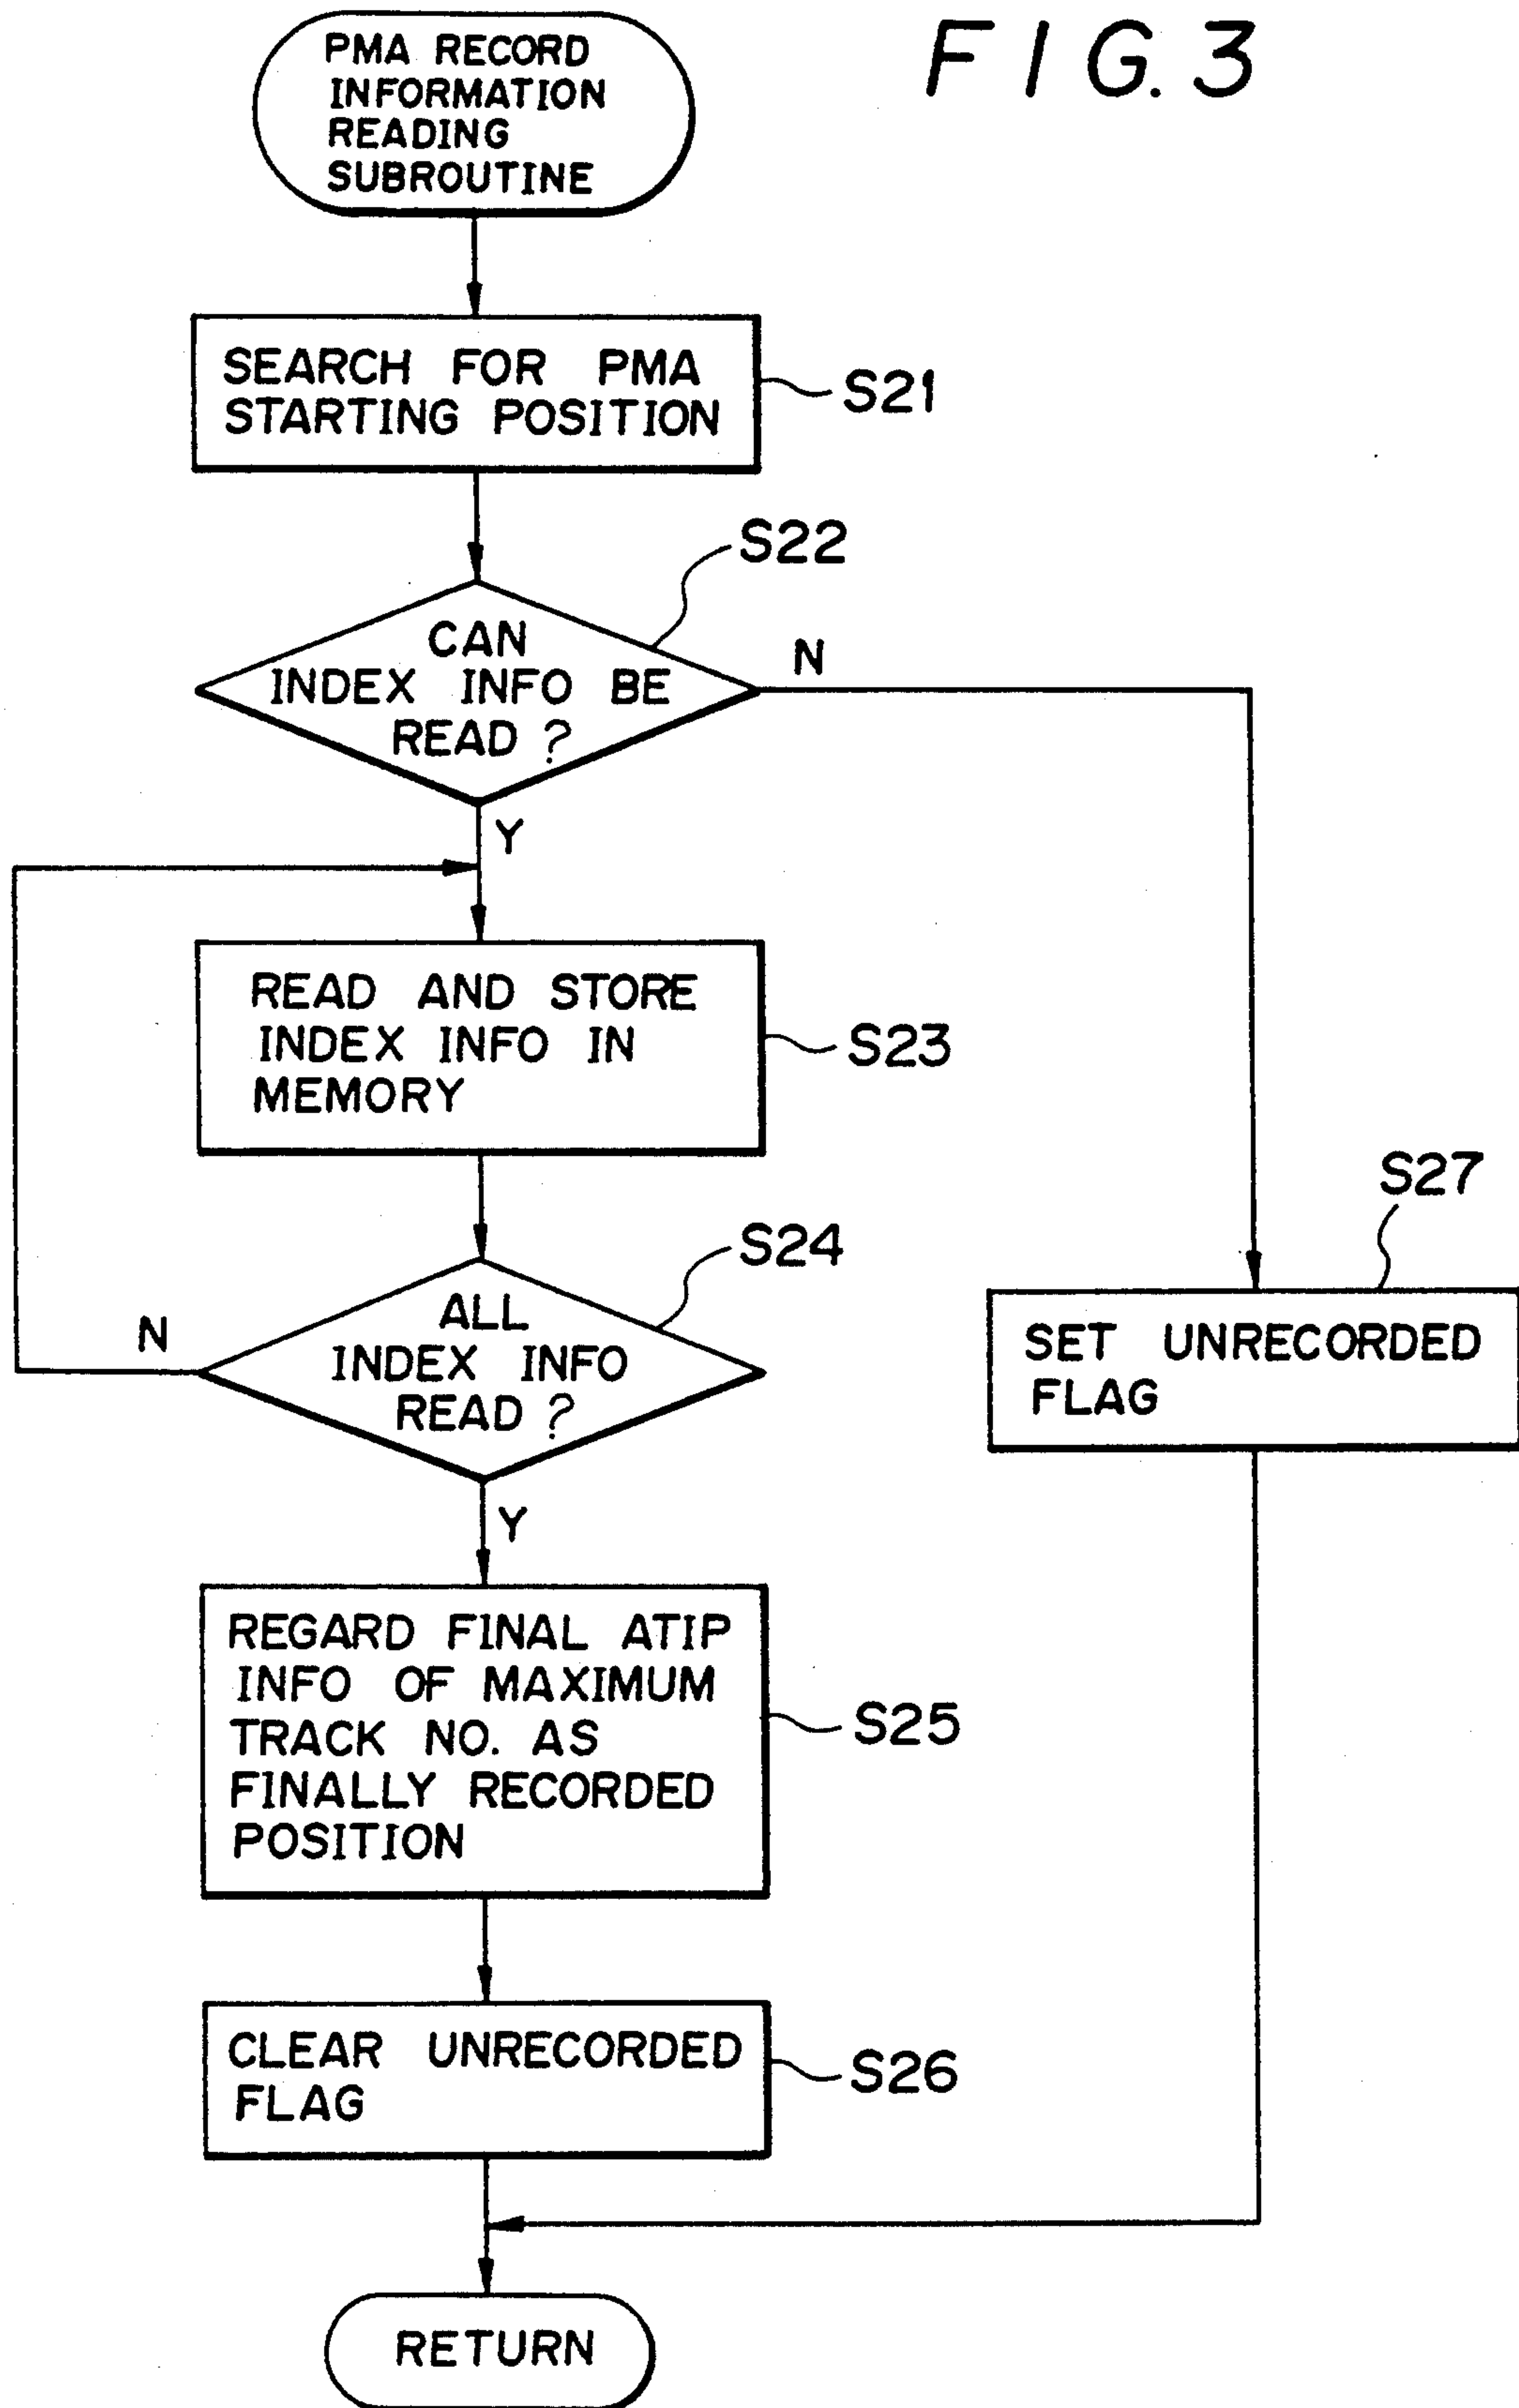 FIG. 3
PMA RECORD
INFORMATION
READING
SUBROUTINE
SEARCH FOR PMA
STARTING POSITION
S21
S22
CAN
INDEX INFO BE
READ ?
N
Y
READ AND STORE
INDEX INFO IN
MEMORY
S23
S24
ALL
INDEX INFO
READ ?
N
Y
S27
SET UNRECORDED
FLAG
REGARD FINAL ATIP
INFO OF MAXIMUM
TRACK NO. AS
FINALLY RECORDED
POSITION
S25
CLEAR UNRECORDED
FLAG
S26
RETURN